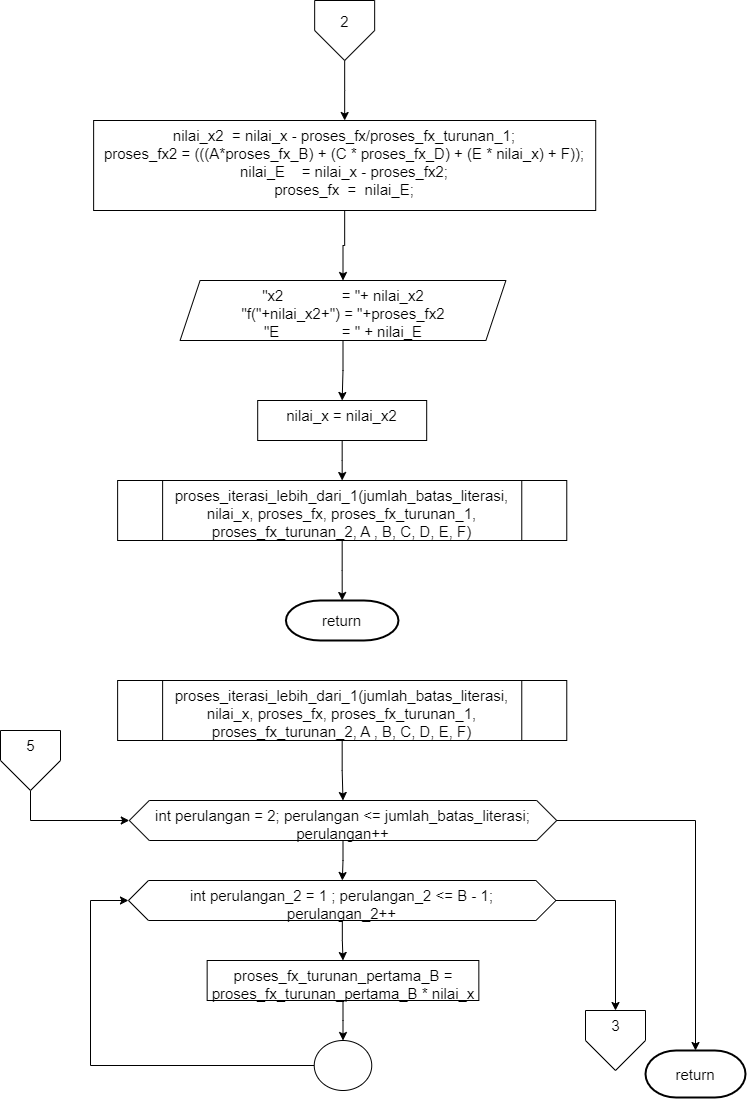 2
nilai_x2 = nilai_x - proses_fx/proses_fx_turunan_1;
proses_fx2 = (((A*proses_fx_B) + (C * proses_fx_D) + (E * nilai_x) + F));
nilai_E = nilai_x - proses_fx2;
proses_fx = nilai_E;
"x2 = "+ nilai_x2
"f("+nilai_x2+") = "+proses_fx2
"E = " + nilai_E
nilai_x = nilai_x2
proses_iterasi_lebih_dari_1(jumlah_batas_literasi,
nilai_x, proses_fx, proses_fx_turunan_1,
proses_fx_turunan_2, A , B, C, D, E, F)
return
proses_iterasi_lebih_dari_1(jumlah_batas_literasi,
nilai_x, proses_fx, proses_fx_turunan_1,
proses_fx_turunan_2, A , B, C, D, E, F)
5
int perulangan = 2; perulangan <= jumlah_batas_literasi;
perulangan++
int perulangan_2 = 1 ; perulangan_2 <= B - 1;
perulangan_2++
proses_fx_turunan_pertama_B =
proses_fx_turunan_pertama_B * nilai_x
3
return